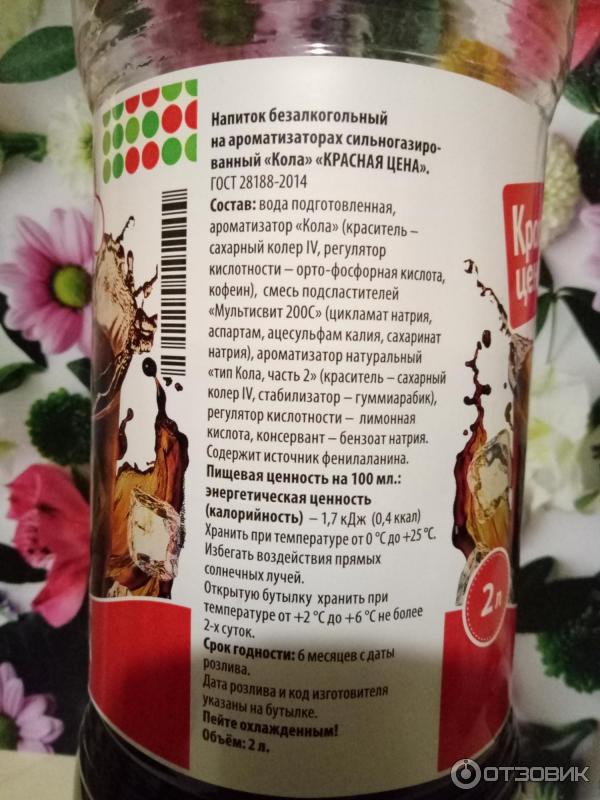 Напиток безалкогольный
на ароматизаторах сильногазиро-
ванный «Кола» «КРАСНАЯ ЦЕНА».
ГОСТ 28188-2014
Состав: вода подготовленная,
ароматизатор «Кола» (краситель –
сахарный колер IV, регулятор
кислотности – орто-фосфорная кислота,
кофеин), смесь подсластителей
«Мультисвит 200С» (цикламат натрия,
аспартам, ацесульфам калия, сахаринат
натрия), ароматизатор натуральный
«тип Кола, часть 2» (краситель – сахарный
колер IV, стабилизатор – гуммиарабик),
регулятор кислотности – лимонная
кислота, консервант – бензоат натрия.
Содержит источник фенилаланина.
Пищевая ценность на 100 мл.:
энергетическая ценность
(калорийность) – 1,7 кДж (0,4 ккал)
Хранить при температуре от 0 °C до +25 °C.
Избегать воздействия прямых
солнечных лучей.
Открытую бутылку хранить при
температуре от +2 °C до +6 °C не более
2-х суток.
Срок годности: 6 месяцев с даты
розлива.
Дата розлива и код изготовителя
указаны на бутылке.
Пейте охлажденным!
Объём: 2 л.
Кра
це
2 л
ОТЗОВИК